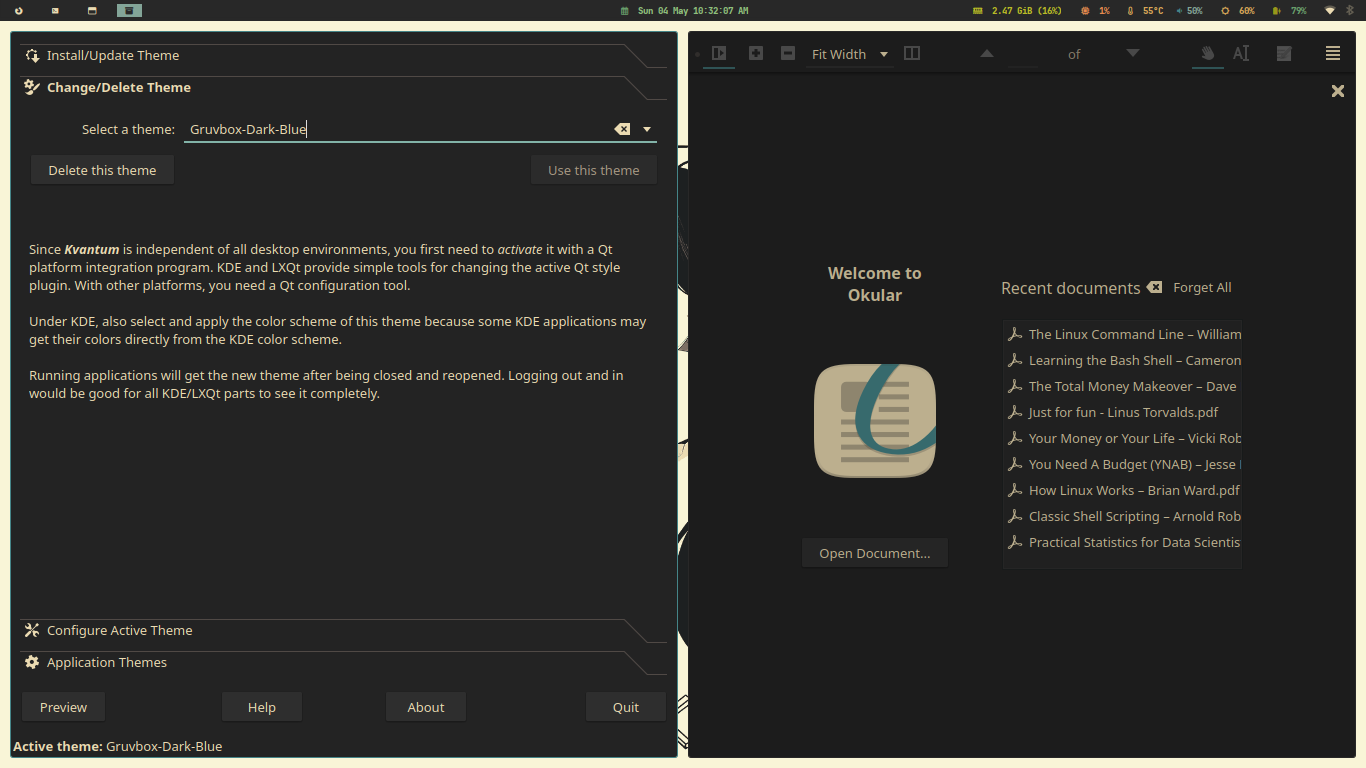 Sun 04 May 10:32:07 AM
2.47 GiB (16%)
1%
55°C
50%
60%
79%
Install/Update Theme
Change/Delete Theme
Select a theme: Gruvbox-Dark-Blue
Delete this theme
Use this theme
Since Kvantum is independent of all desktop environments, you first need to activate it with a Qt
platform integration program. KDE and LXQt provide simple tools for changing the active Qt style
plugin. With other platforms, you need a Qt configuration tool.
Under KDE, also select and apply the color scheme of this theme because some KDE applications may
get their colors directly from the KDE color scheme.
Running applications will get the new theme after being closed and reopened. Logging out and in
would be good for all KDE/LXQt parts to see it completely.
Configure Active Theme
Application Themes
Preview
Help
About
Quit
Active theme: Gruvbox-Dark-Blue
Fit Width
of
AI
Welcome to
Okular
Open Document...
Recent documents
Forget All
The Linux Command Line – William
Learning the Bash Shell – Cameron
The Total Money Makeover – Dave
Just for fun - Linus Torvalds.pdf
Your Money or Your Life – Vicki Rob
You Need A Budget (YNAB) – Jesse
How Linux Works – Brian Ward.pdf
Classic Shell Scripting – Arnold Rob
Practical Statistics for Data Scientis